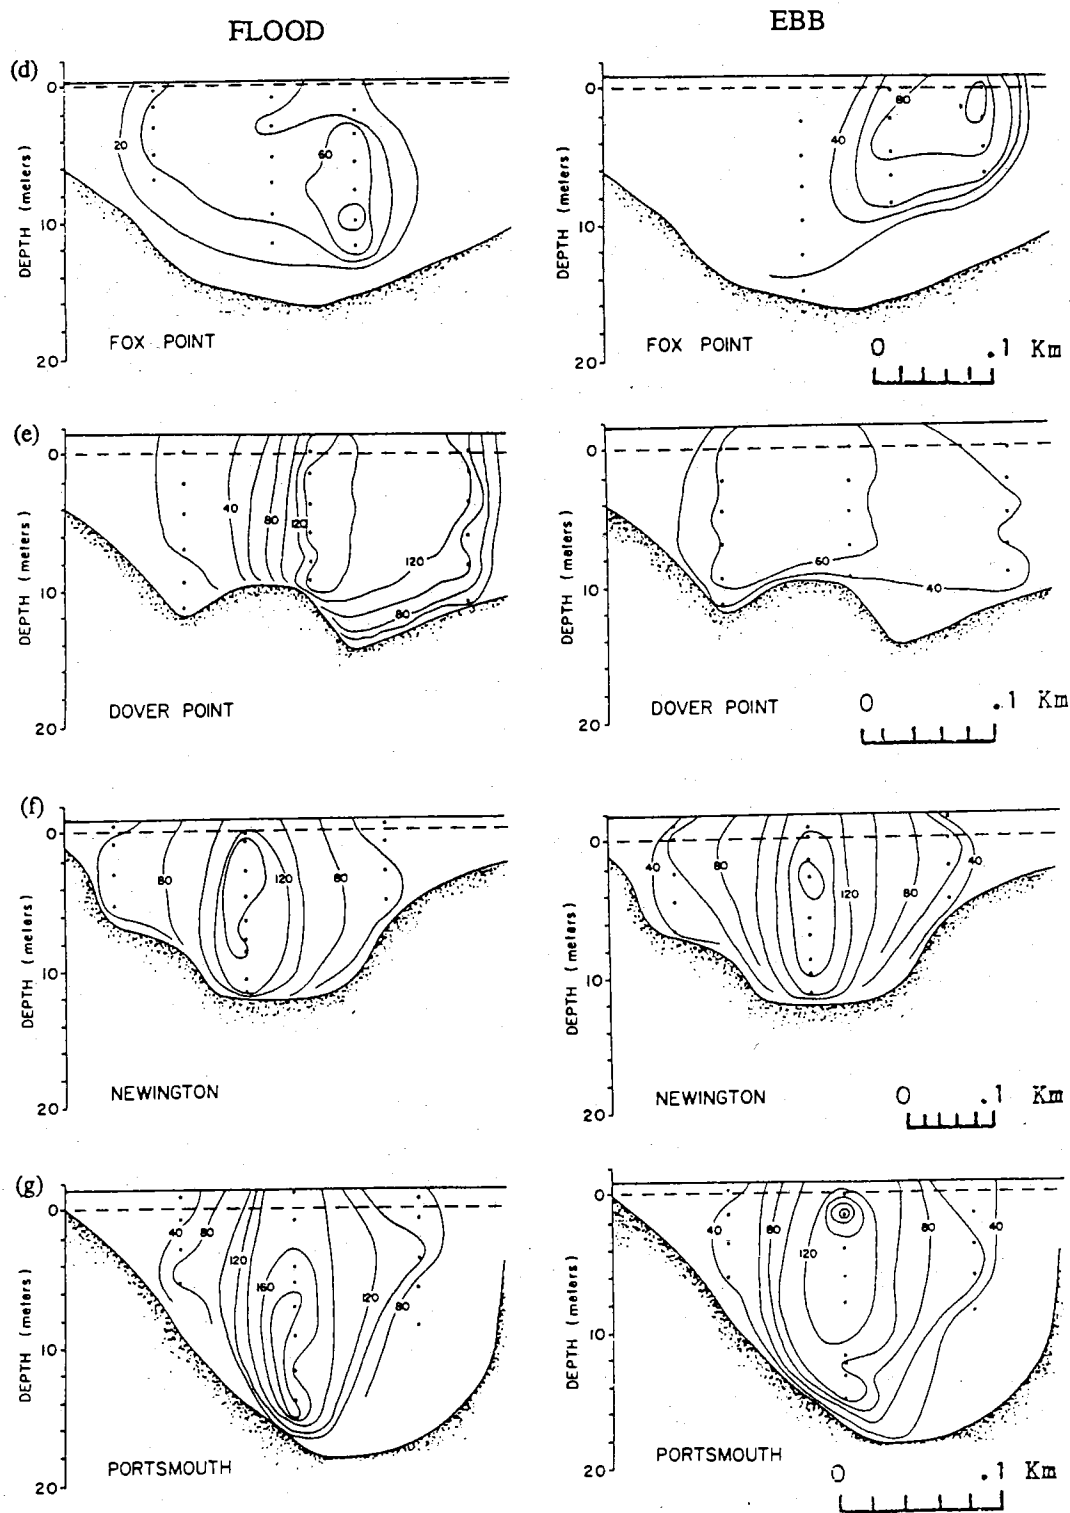 FLOOD
EBB
(d)
0
10
20
DEPTH (meters)
20
60
FOX POINT
0
10
20
DEPTH (meters)
40
80
FOX POINT
0 .1 Km
(e)
0
10
20
DEPTH (meters)
40
80
120
120
80
DOVER POINT
0
10
20
DEPTH (meters)
60
40
DOVER POINT
0 .1 Km
(f)
0
10
20
DEPTH (meters)
80
120
80
NEWINGTON
0
10
20
DEPTH (meters)
40
80
120
80
40
NEWINGTON
0 .1 Km
(g)
0
10
20
DEPTH (meters)
40
80
120
160
120
80
PORTSMOUTH
0
10
20
DEPTH (meters)
40
80
120
80
40
PORTSMOUTH
0 .1 Km